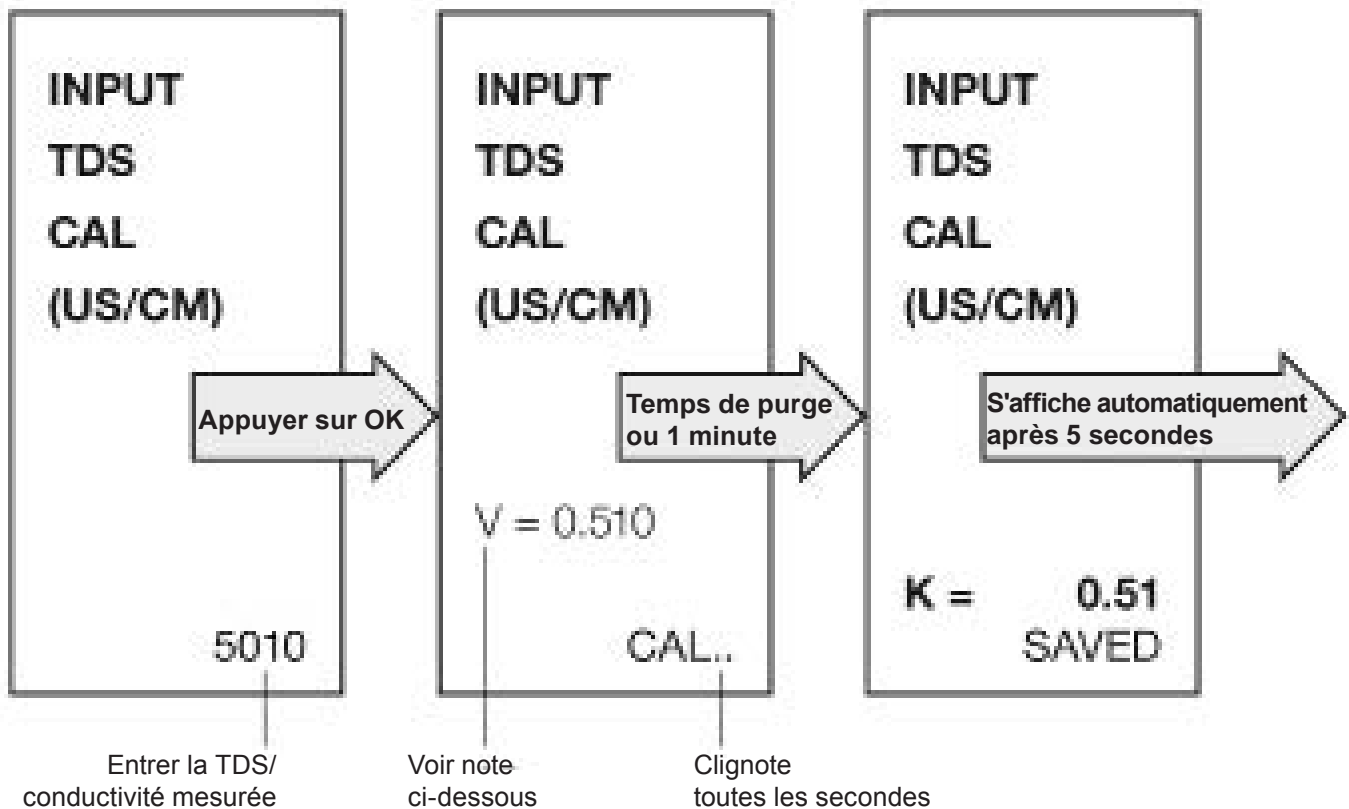 INPUT
TDS
CAL
(US/CM)
Appuyer sur OK
5010
Entrer la TDS/
conductivité mesurée
INPUT
TDS
CAL
(US/CM)
Temps de purge
ou 1 minute
V = 0.510
CAL..
Voir note
ci-dessous
Clignote
toutes les secondes
INPUT
TDS
CAL
(US/CM)
S'affiche automatiquement
après 5 secondes
K = 0.51
SAVED